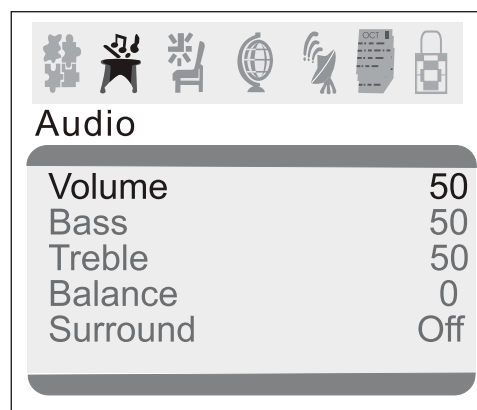 OCT
Audio
Volume 50
Bass 50
Treble 50
Balance 0
Surround Off